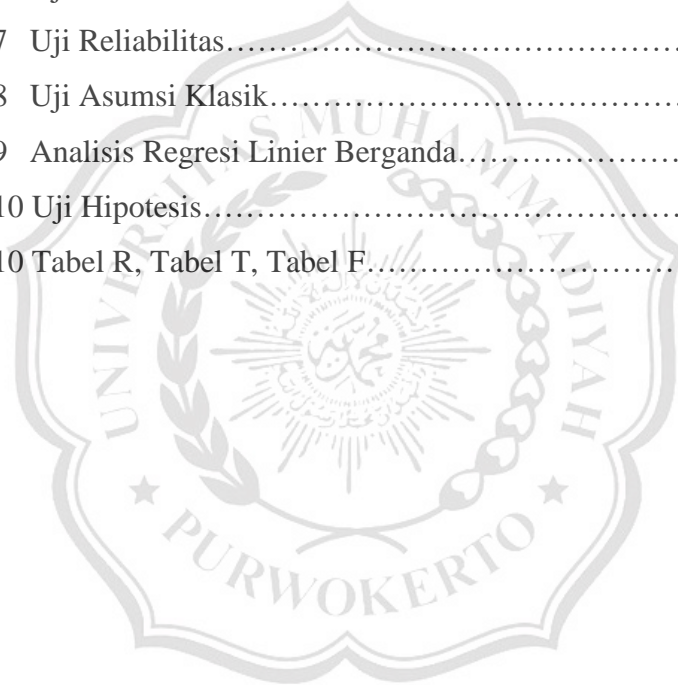 7 Uji Reliabilitas……………………………………
8 Uji Asumsi Klasik…………………………………
9 Analisis Regresi Linier Berganda…………………
10 Uji Hipotesis………………………………………
10 Tabel R, Tabel T, Tabel F…………………………
UNIVERSITAS MUHAMMADIYAH
PURWOKERTO